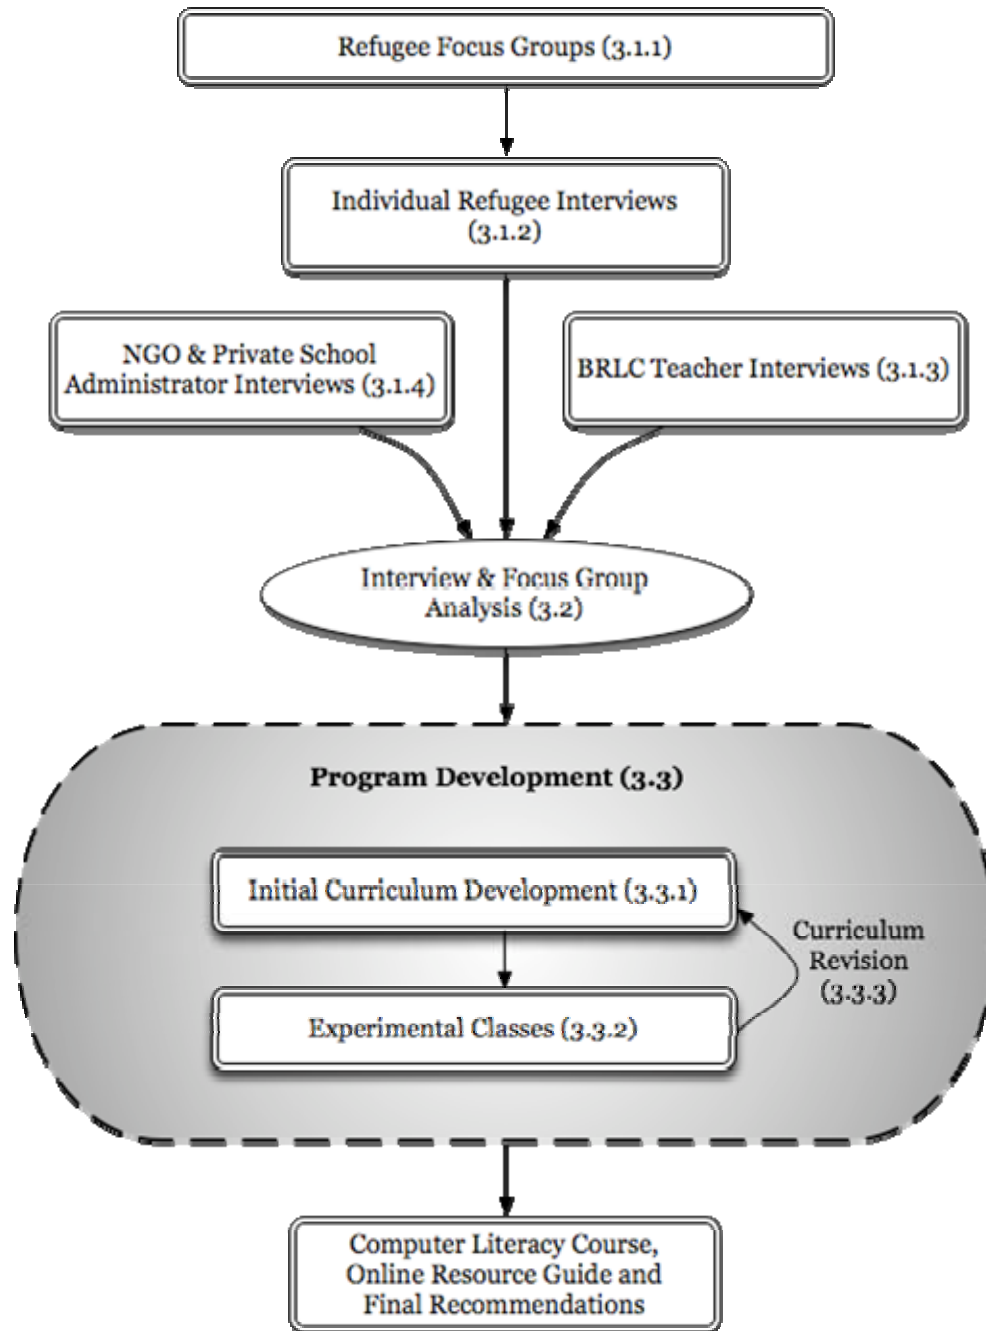 Refugee Focus Groups (3.1.1)
Individual Refugee Interviews
(3.1.2)
NGO & Private School
Administrator Interviews (3.1.4)
BRLC Teacher Interviews (3.1.3)
Interview & Focus Group
Analysis (3.2)
Program Development (3.3)
Initial Curriculum Development (3.3.1)
Curriculum
Revision
(3.3.3)
Experimental Classes (3.3.2)
Computer Literacy Course,
Online Resource Guide and
Final Recommendations